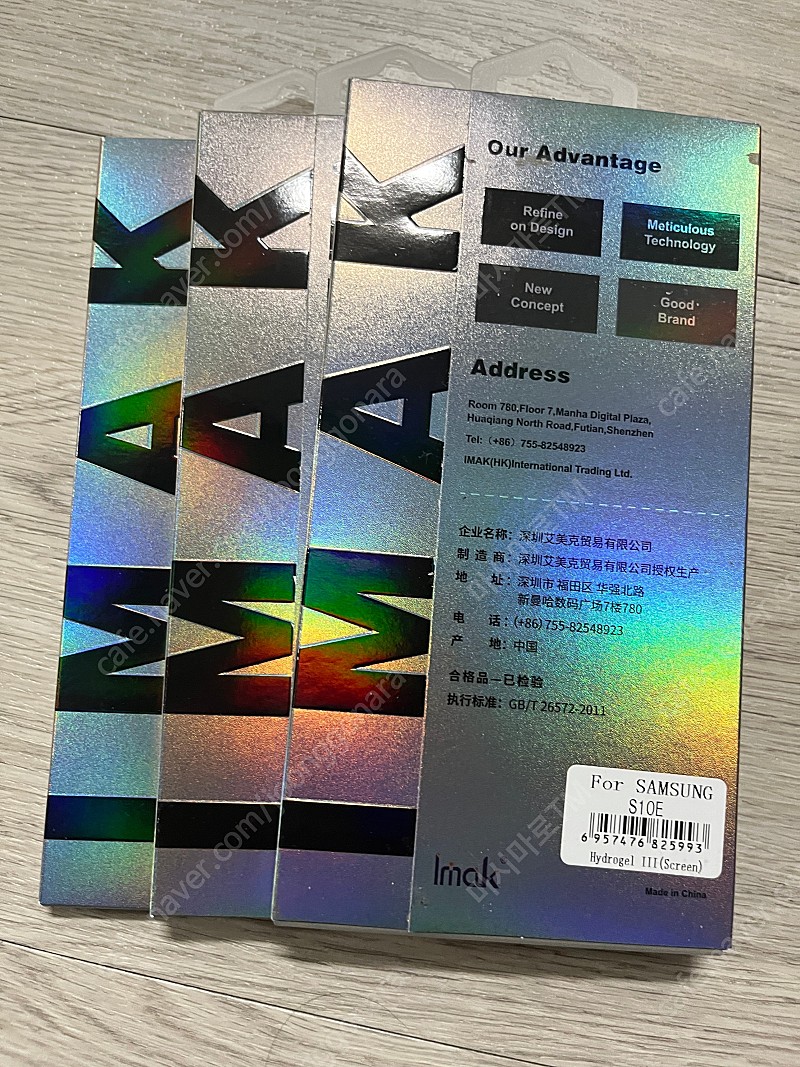 IMAK
IMAK
IMAK
Our Advantage
Refine
on Design
Meticulous
Technology
New
Concept
Good
Brand
Address
Room 780,Floor 7,Manha Digital Plaza,
Huaqiang North Road,Futian,Shenzhen
Tel: (+86) 755-82548923
IMAK(HK)International Trading Ltd.
企业名称: 深圳艾美克贸易有限公司
制 造 商: 深圳艾美克贸易有限公司授权生产
地 址: 深圳市 福田区 华强北路
新曼哈数码广场7楼780
电 话: (+86)755-82548923
产 地: 中国
合格品—已检验
执行标准: GB/T 26572-2011
For SAMSUNG
S10E
6 957476 825993
Hydrogel III(Screen)
Imak
Made in China